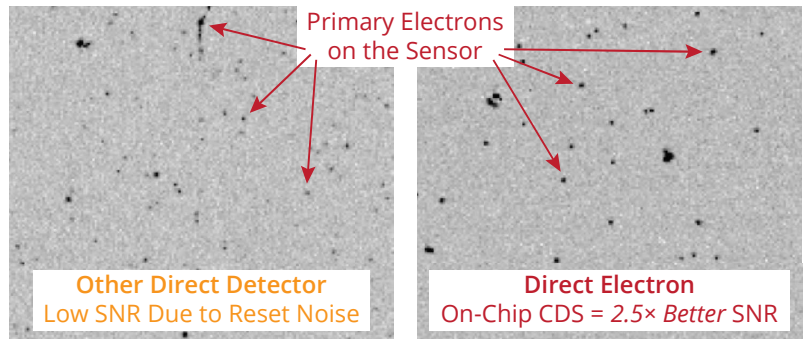 Primary Electrons
on the Sensor
Other Direct Detector
Low SNR Due to Reset Noise
Direct Electron
On-Chip CDS = 2.5× Better SNR